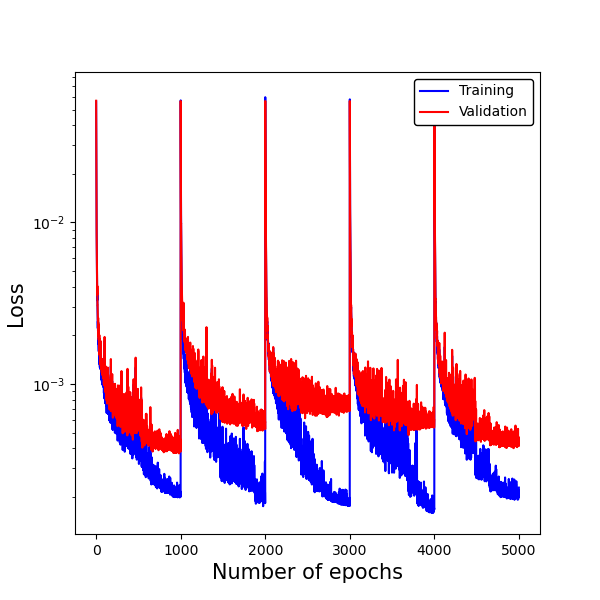 Training
Validation
Loss
10⁻²
10⁻³
0 1000 2000 3000 4000 5000
Number of epochs